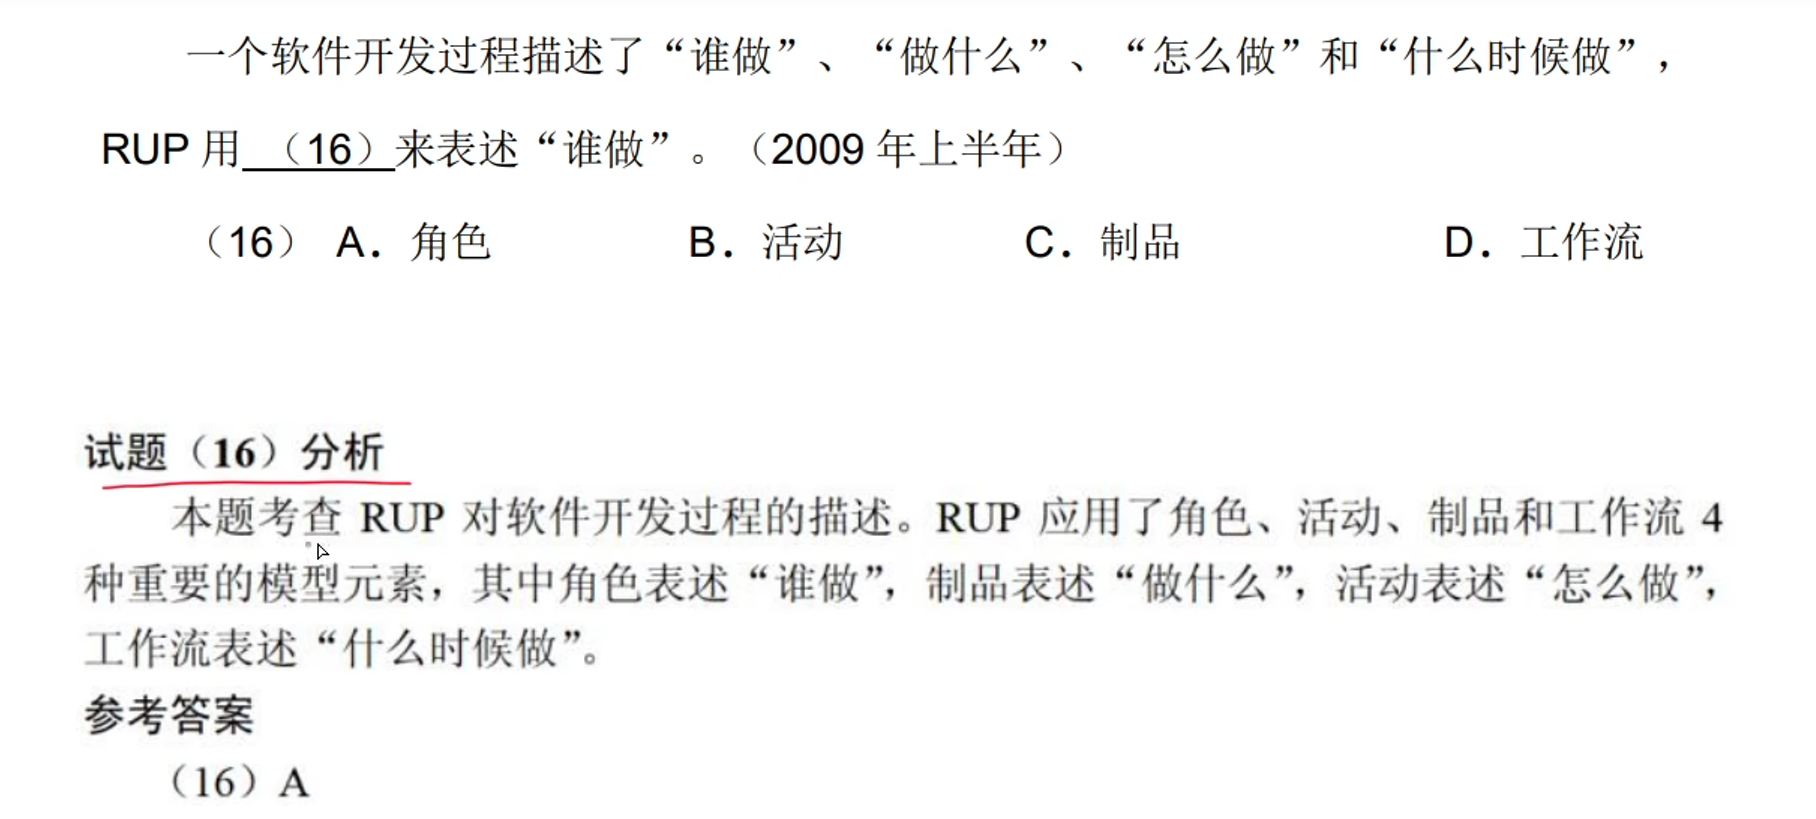 一个软件开发过程描述了“谁做”、“做什么”、“怎么做”和“什么时候做”，
RUP 用（16）来表述“谁做”。（2009 年上半年）
（16） A．角色 B．活动 C．制品 D．工作流
试题（16）分析
本题考查 RUP 对软件开发过程的描述。RUP 应用了角色、活动、制品和工作流 4
种重要的模型元素，其中角色表述“谁做”，制品表述“做什么”，活动表述“怎么做”，
工作流表述“什么时候做”。
参考答案
（16）A